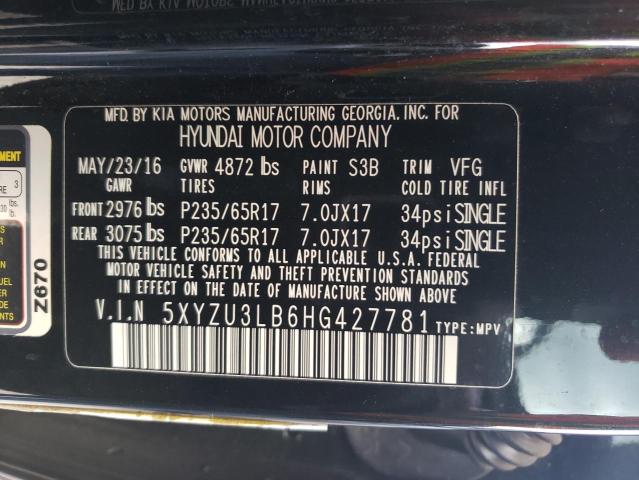 MFD.BY KIA MOTORS MANUFACTURING GEORGIA.INC.FOR
HYUNDAI MOTOR COMPANY
MAY/23/16 GVWR 4872 lbs PAINT S3B TRIM VFG
GAWR TIRES RIMS COLD TIRE INFL
FRONT 2976 lbs P235/65R17 7.0JX17 34psi SINGLE
REAR 3075 lbs P235/65R17 7.0JX17 34psi SINGLE
THIS VEHICLE CONFORMS TO ALL APPLICABLE U.S.A. FEDERAL
MOTOR VEHICLE SAFETY AND THEFT PREVENTION STANDARDS
IN EFFECT ON THE DATE OF MANUFACTURE SHOWN ABOVE
V.I.N 5XYZU3LB6HG427781 TYPE:MPV
Z670